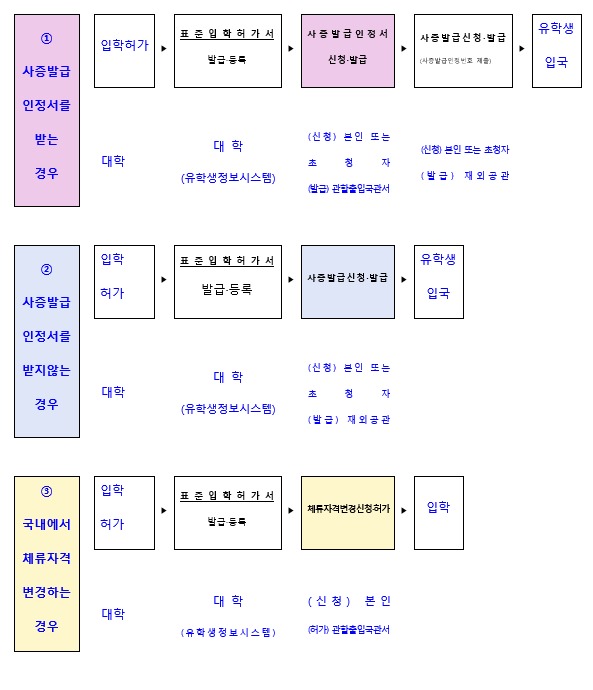 ①
사증발급
인정서를
받는
경우
입학허가
표준입학허가서
발급·등록
사증발급인정서
신청·발급
사증발급신청·발급
(사증발급인정번호 제출)
유학생
입국
대학
대 학
(유학생정보시스템)
(신청) 본인 또는
초 청 자
(발급) 관할출입국관서
(신청) 본인 또는 초청자
(발급) 재외공관
②
사증발급
인정서를
받지않는
경우
입학
허가
표준입학허가서
발급·등록
사증발급신청·발급
유학생
입국
대학
대 학
(유학생정보시스템)
(신청) 본인 또는
초 청 자
(발급) 재외공관
③
국내에서
체류자격
변경하는
경우
입학
허가
표준입학허가서
발급·등록
체류자격변경신청·허가
입학
대학
대 학
(유학생정보시스템)
(신청) 본인
(허가) 관할출입국관서